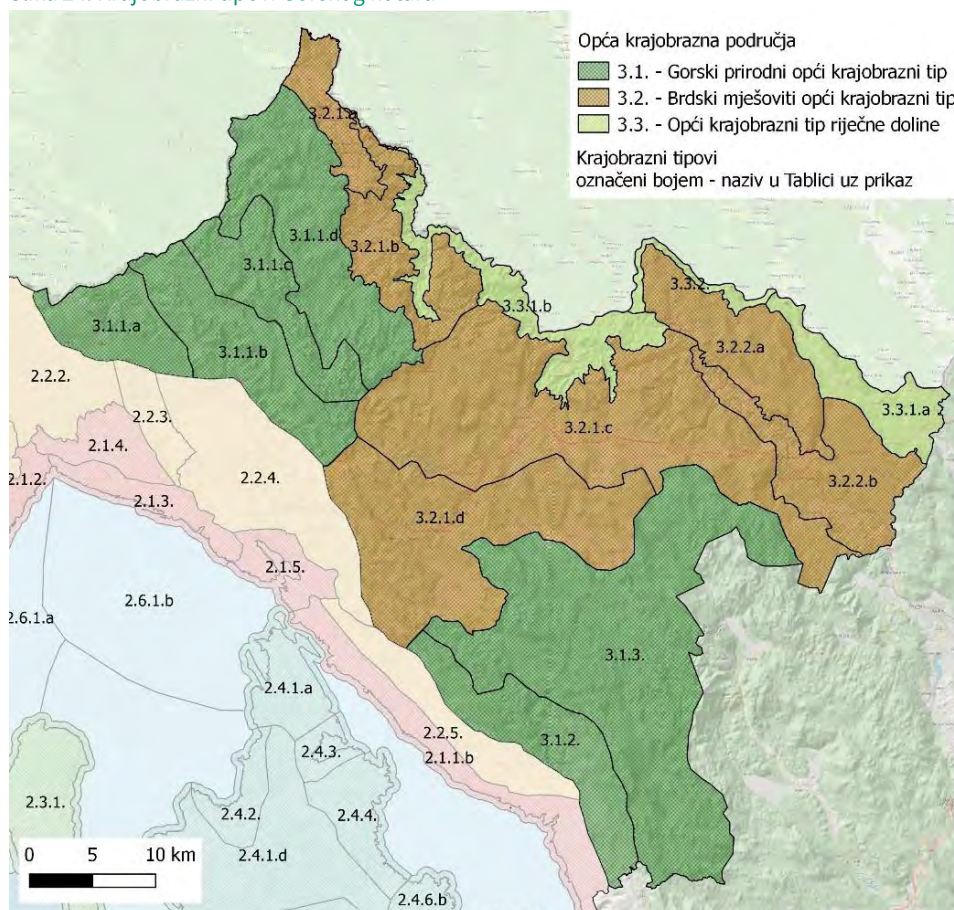 Opća krajobrazna područja
3.1. - Gorski prirodni opći krajobrazni tip
3.2. - Brdski mješoviti opći krajobrazni tip
3.3. - Opći krajobrazni tip riječne doline
Krajobrazni tipovi
označeni bojem - naziv u Tablici uz prikaz
3.2.1.a
3.1.1.d
3.2.1.b
3.1.1.c
3.3.2.
3.3.1.b
3.1.1.a
3.2.2.a
3.1.1.b
2.2.2.
3.3.1.a
2.2.3.
3.2.1.c
2.1.4.
2.1.2.
2.2.4.
3.2.2.b
2.1.3.
3.2.1.d
2.1.5.
2.6.1.b
2.6.1.a
3.1.3.
2.4.1.a
2.2.5.
3.1.2.
2.4.3.
2.1.1.b
2.3.1.
2.4.2.
2.4.4.
0 5 10 km
2.4.1.d
2.4.6.b